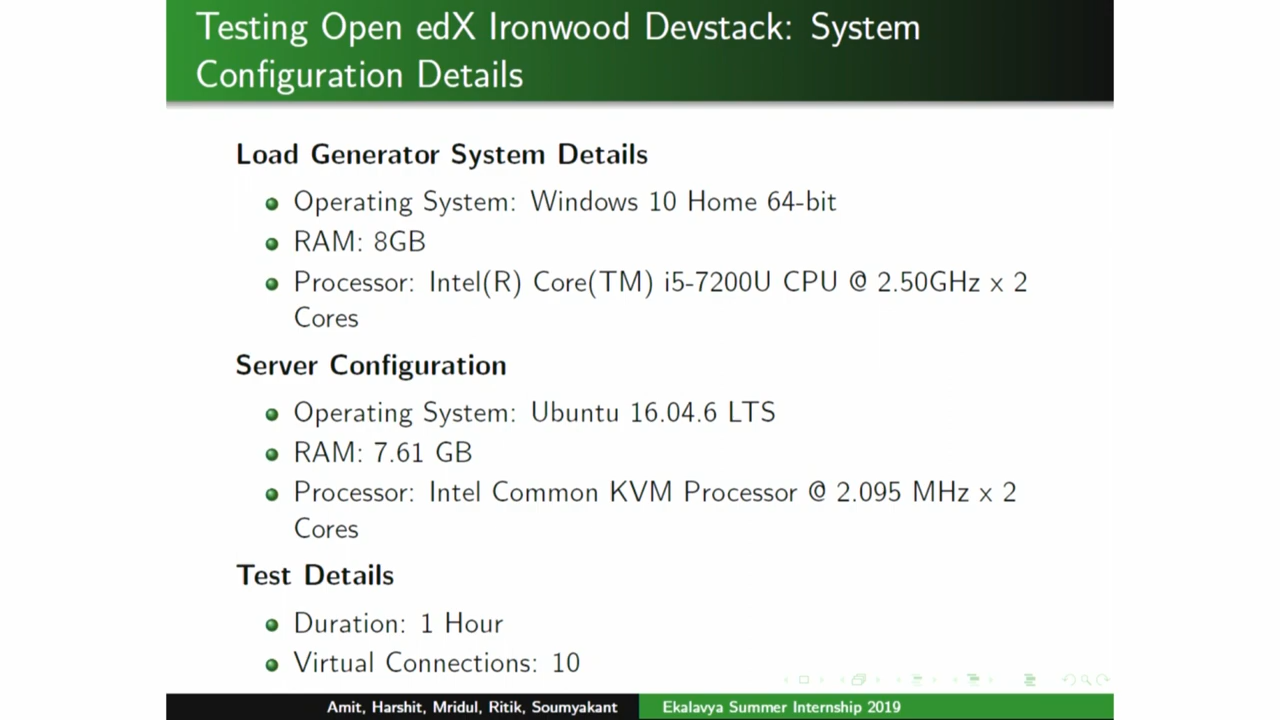 Testing Open edX Ironwood Devstack: System
Configuration Details
Load Generator System Details
Operating System: Windows 10 Home 64-bit
RAM: 8GB
Processor: Intel(R) Core(TM) i5-7200U CPU @ 2.50GHz x 2
Cores
Server Configuration
Operating System: Ubuntu 16.04.6 LTS
RAM: 7.61 GB
Processor: Intel Common KVM Processor @ 2.095 MHz x 2
Cores
Test Details
Duration: 1 Hour
Virtual Connections: 10
Amit, Harshit, Mridul, Ritik, Soumyakant
Ekalavya Summer Internship 2019